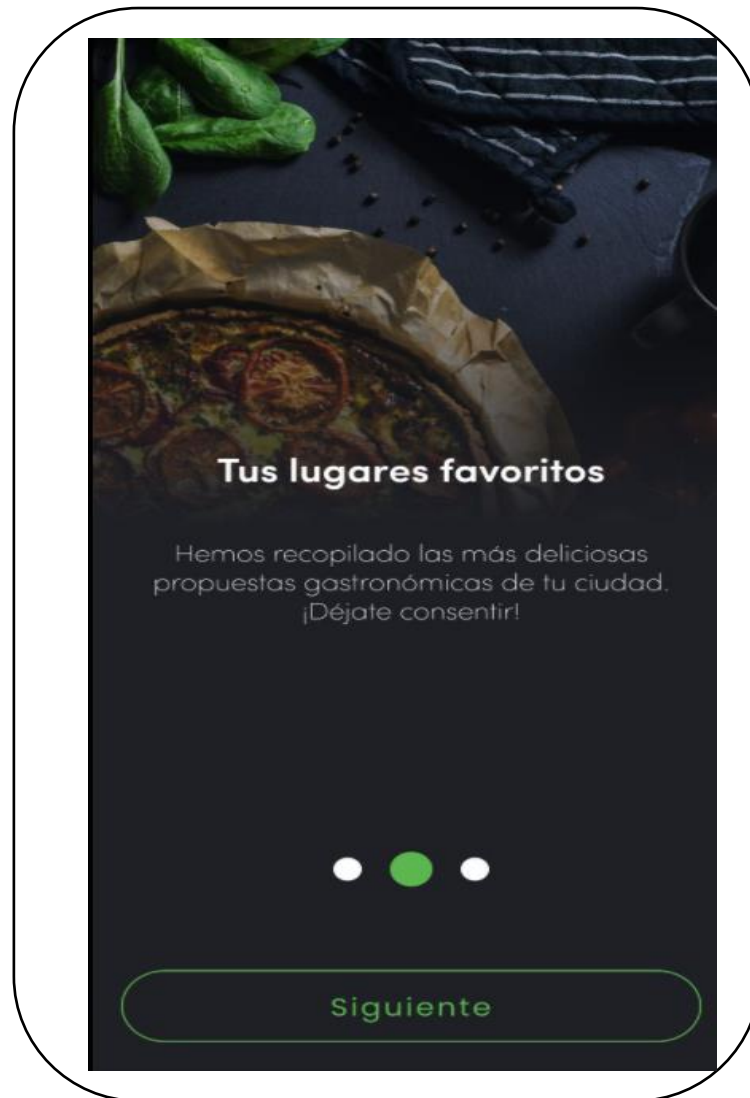 Tus lugares favoritos
Hemos recopilado las más deliciosas
propuestas gastronómicas de tu ciudad.
¡Déjate consentir!
Siguiente